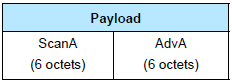 Payload
ScanA
(6 octets)
AdvA
(6 octets)